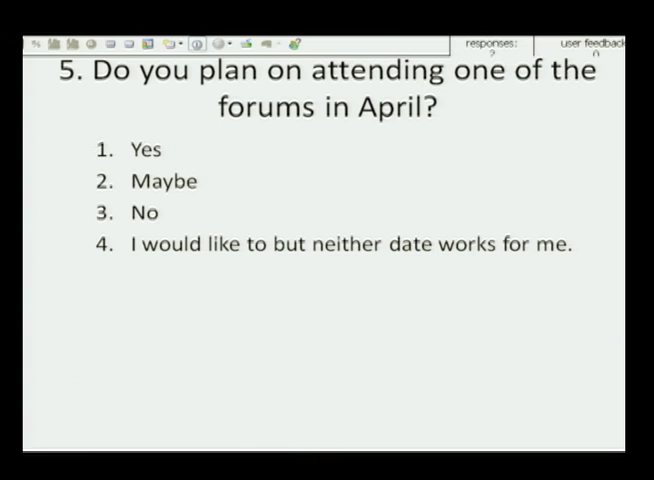 responses:
user feedback
5. Do you plan on attending one of the
forums in April?
1. Yes
2. Maybe
3. No
4. I would like to but neither date works for me.